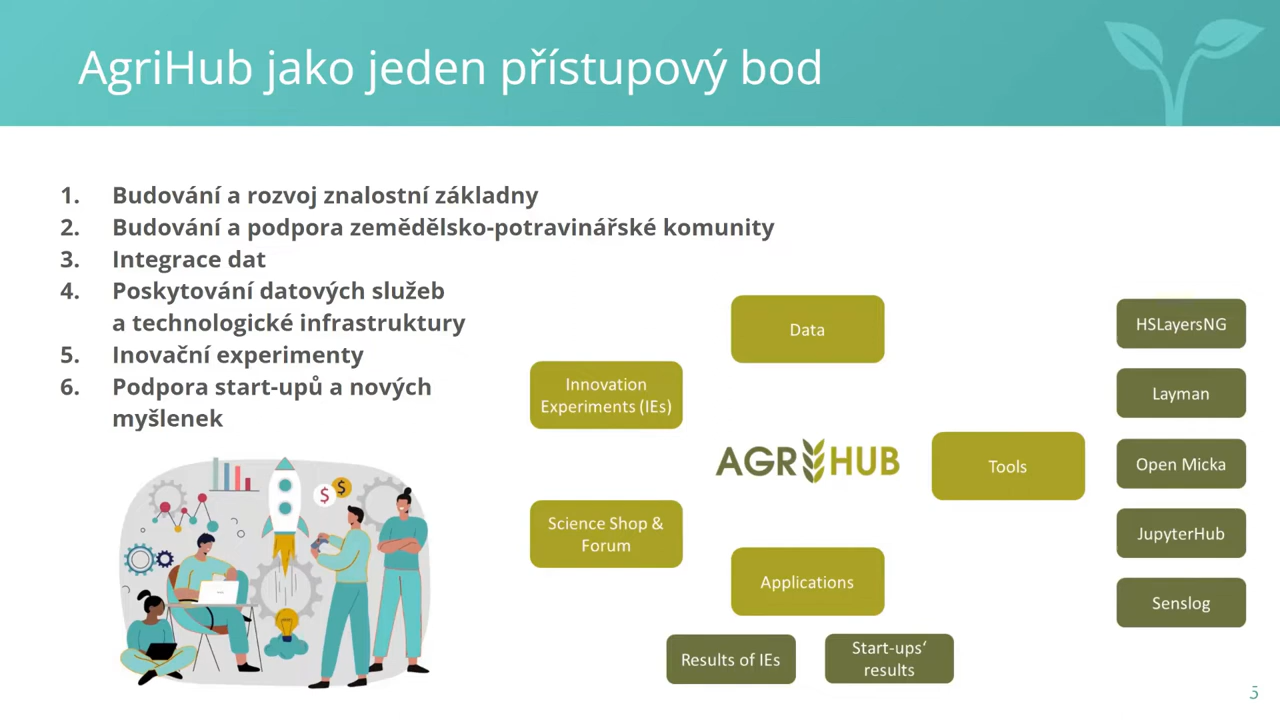 AgriHub jako jeden přístupový bod
1. Budování a rozvoj znalostní základny
2. Budování a podpora zemědělsko-potravinářské komunity
3. Integrace dat
4. Poskytování datových služeb
a technologické infrastruktury
5. Inovační experimenty
6. Podpora start-upů a nových
myšlenek
Data
Innovation
Experiments (IEs)
AGRIHUB
Tools
Science Shop &
Forum
Applications
Results of IEs
Start-ups‘
results
HSLayersNG
Layman
Open Micka
JupyterHub
Senslog
$
$
5